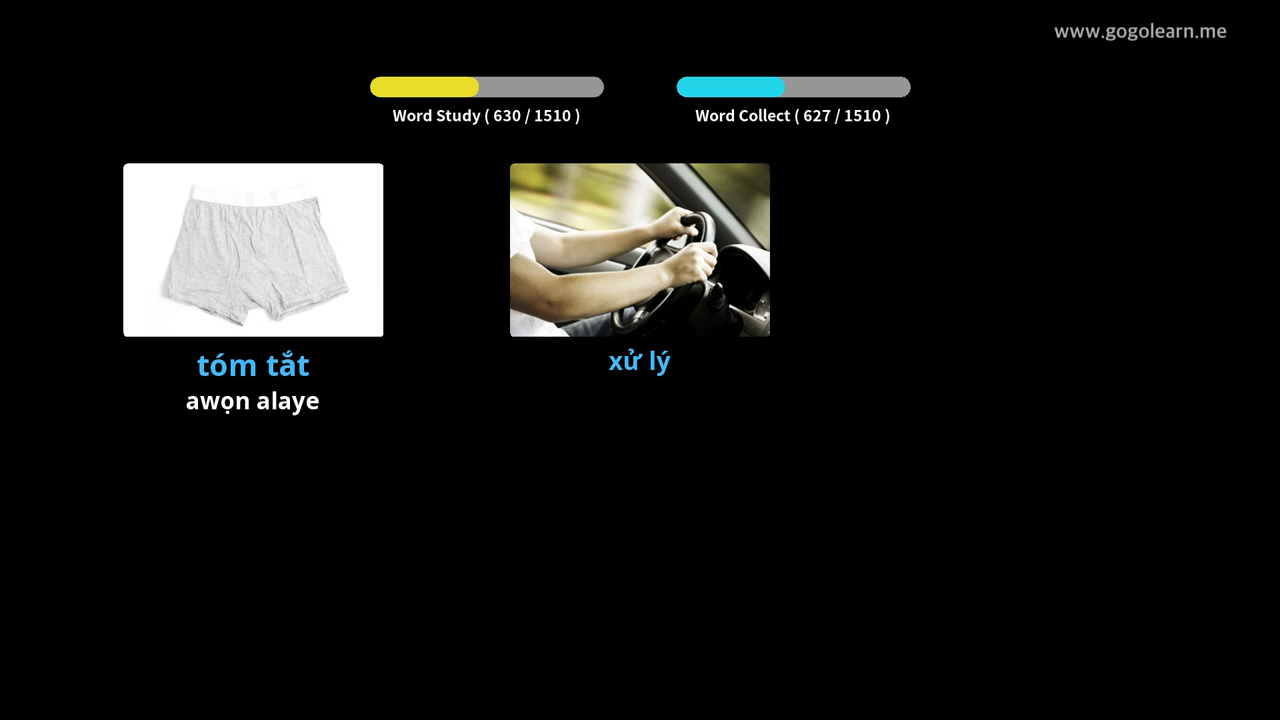 www.gogolearn.me
Word Study ( 630 / 1510 )
Word Collect ( 627 / 1510 )
tóm tắt
awọn alaye
xử lý